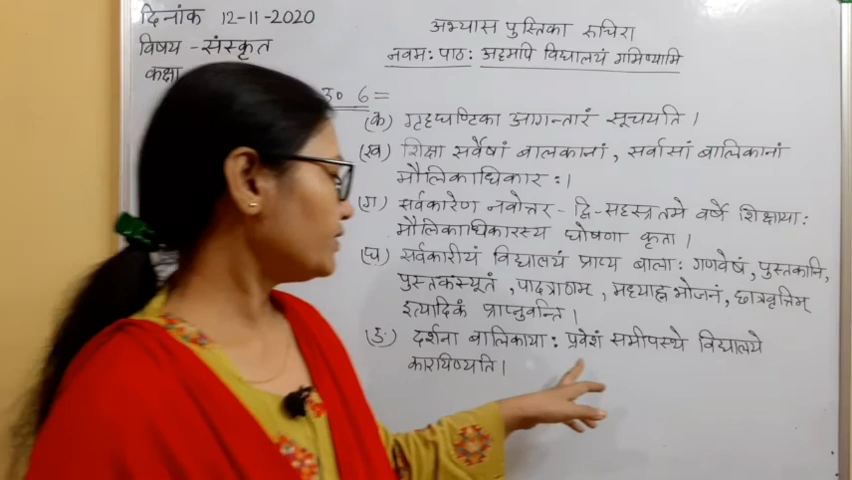 दिनांक 12-11-2020
विषय - संस्कृत
कक्षा
अभ्यास पुस्तिका रुचिरा
नवम: पाठ: अहमपि विद्यालयं गमिष्यामि
उ० 6 =
(क) गृहघण्टिका आगन्तारं सूचयति ।
(ख) शिक्षा सर्वेषां बालकानां , सर्वासां बालिकानां
मौलिकाधिकार : ।
(ग) सर्वकारेण नवोत्तर - द्वि - सहस्रतमे वर्षे शिक्षाया :
मौलिकाधिकारस्य घोषणा कृता ।
(घ) सर्वकारीयं विद्यालयं प्राप्य बाला : गणवेषं , पुस्तकानि ,
पुस्तकस्यूतं , पादत्राणम् , मध्याह्न भोजनं , छात्रवृत्तिम्
इत्यादिकं प्राप्नुवन्ति ।
(ङ) दर्शना बालिकाया : प्रवेशं समीपस्थे विद्यालये
कारयिष्यति ।